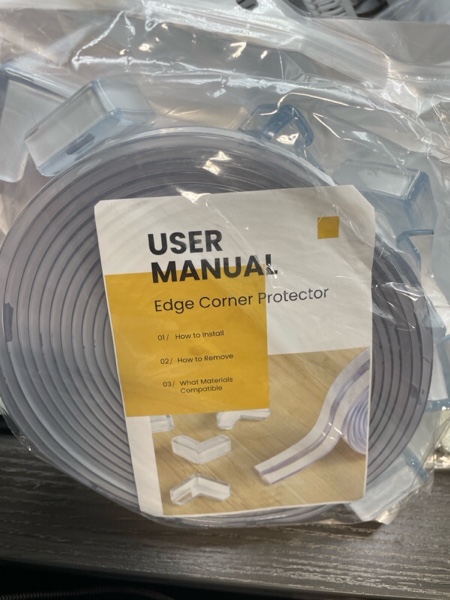 USER
MANUAL
Edge Corner Protector
01/ How to Install
02/ How to Remove
03/ What Materials
Compatible